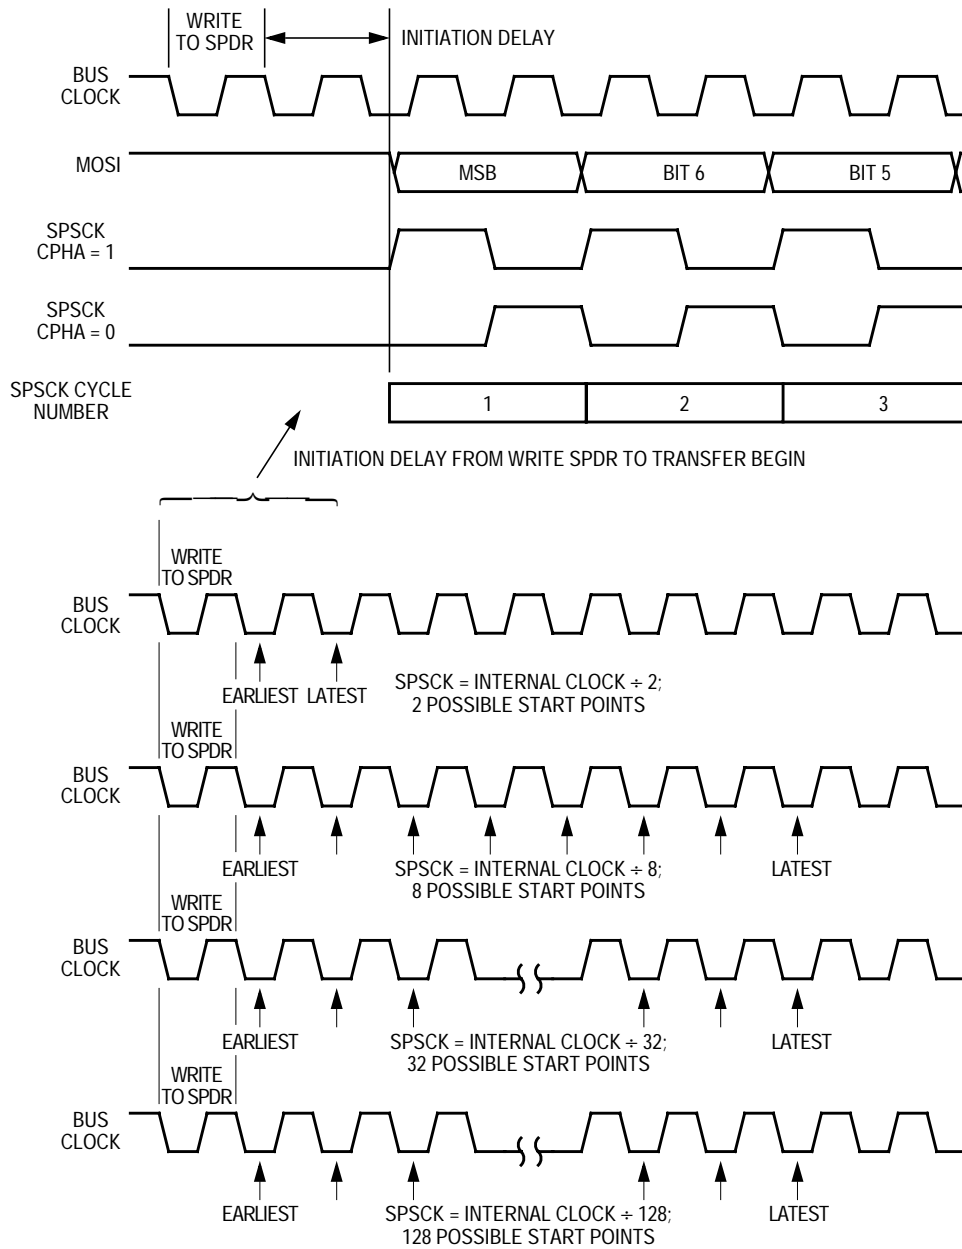 WRITE
TO SPDR
INITIATION DELAY
BUS
CLOCK
MOSI
MSB
BIT 6
BIT 5
SPSCK
CPHA = 1
SPSCK
CPHA = 0
SPSCK CYCLE
NUMBER
1
2
3
INITIATION DELAY FROM WRITE SPDR TO TRANSFER BEGIN
WRITE
TO SPDR
BUS
CLOCK
EARLIEST
LATEST
SPSCK = INTERNAL CLOCK ÷ 2;
2 POSSIBLE START POINTS
WRITE
TO SPDR
BUS
CLOCK
EARLIEST
SPSCK = INTERNAL CLOCK ÷ 8;
8 POSSIBLE START POINTS
LATEST
WRITE
TO SPDR
BUS
CLOCK
EARLIEST
SPSCK = INTERNAL CLOCK ÷ 32;
32 POSSIBLE START POINTS
LATEST
WRITE
TO SPDR
BUS
CLOCK
EARLIEST
SPSCK = INTERNAL CLOCK ÷ 128;
128 POSSIBLE START POINTS
LATEST